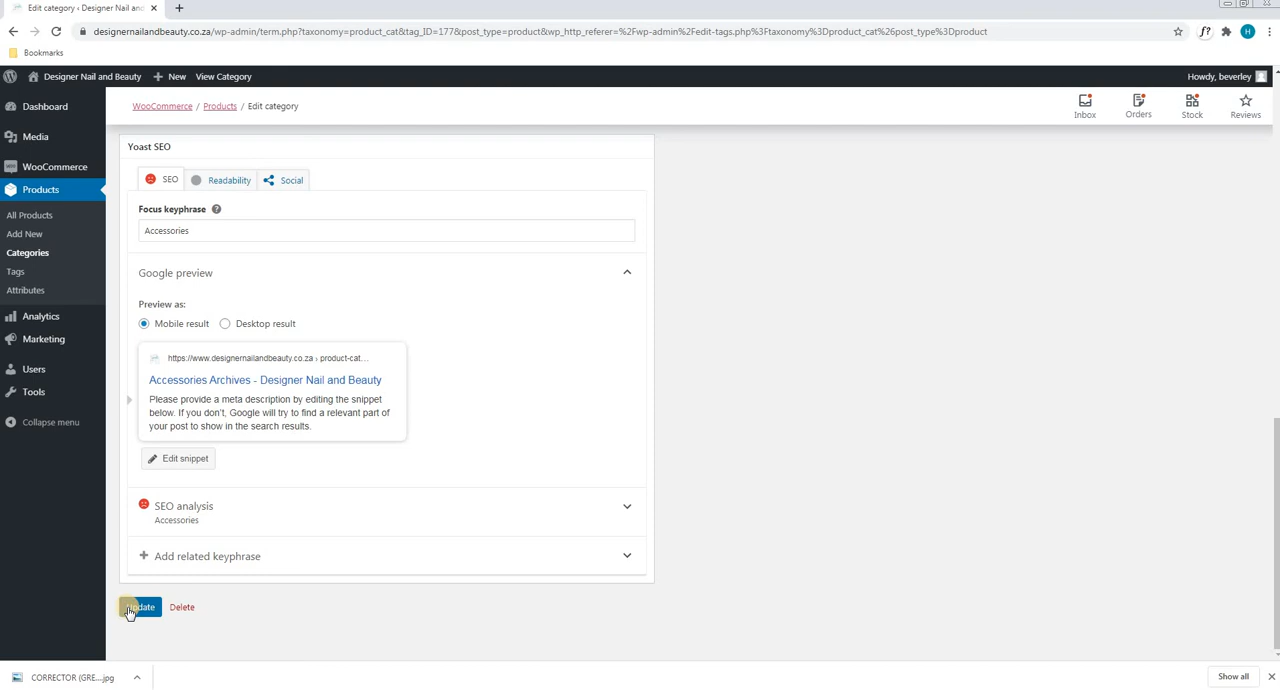 Edit category ‹ Designer Nail and
designernailandbeauty.co.za/wp-admin/term.php?taxonomy=product_cat&tag_ID=177&post_type=product&wp_http_referer=%2Fwp-admin%2Fedit-tags.php%3Ftaxonomy%3Dproduct_cat%26post_type%3Dproduct
f?
H
Bookmarks
Designer Nail and Beauty
New
View Category
Howdy, beverley
Dashboard
Media
WooCommerce
Products
All Products
Add New
Categories
Tags
Attributes
Analytics
Marketing
Users
Tools
Collapse menu
WooCommerce / Products / Edit category
Inbox
Orders
Stock
Reviews
Yoast SEO
SEO
Readability
Social
Focus keyphrase
Accessories
Google preview
Preview as:
Mobile result
Desktop result
https://www.designernailandbeauty.co.za › product-cat...
Accessories Archives - Designer Nail and Beauty
Please provide a meta description by editing the snippet
below. If you don't, Google will try to find a relevant part of
your post to show in the search results.
Edit snippet
SEO analysis
Accessories
Add related keyphrase
Update
Delete
CORRECTOR (GRE....jpg
Show all